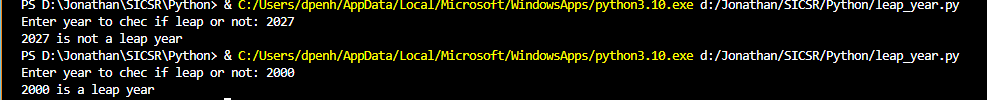 PS D:\Jonathan\SICSR\Python> & C:/Users/dpenh/AppData/Local/Microsoft/WindowsApps/python3.10.exe d:/Jonathan/SICSR/Python/leap_year.py
Enter year to chec if leap or not: 2027
2027 is not a leap year
PS D:\Jonathan\SICSR\Python> & C:/Users/dpenh/AppData/Local/Microsoft/WindowsApps/python3.10.exe d:/Jonathan/SICSR/Python/leap_year.py
Enter year to chec if leap or not: 2000
2000 is a leap year